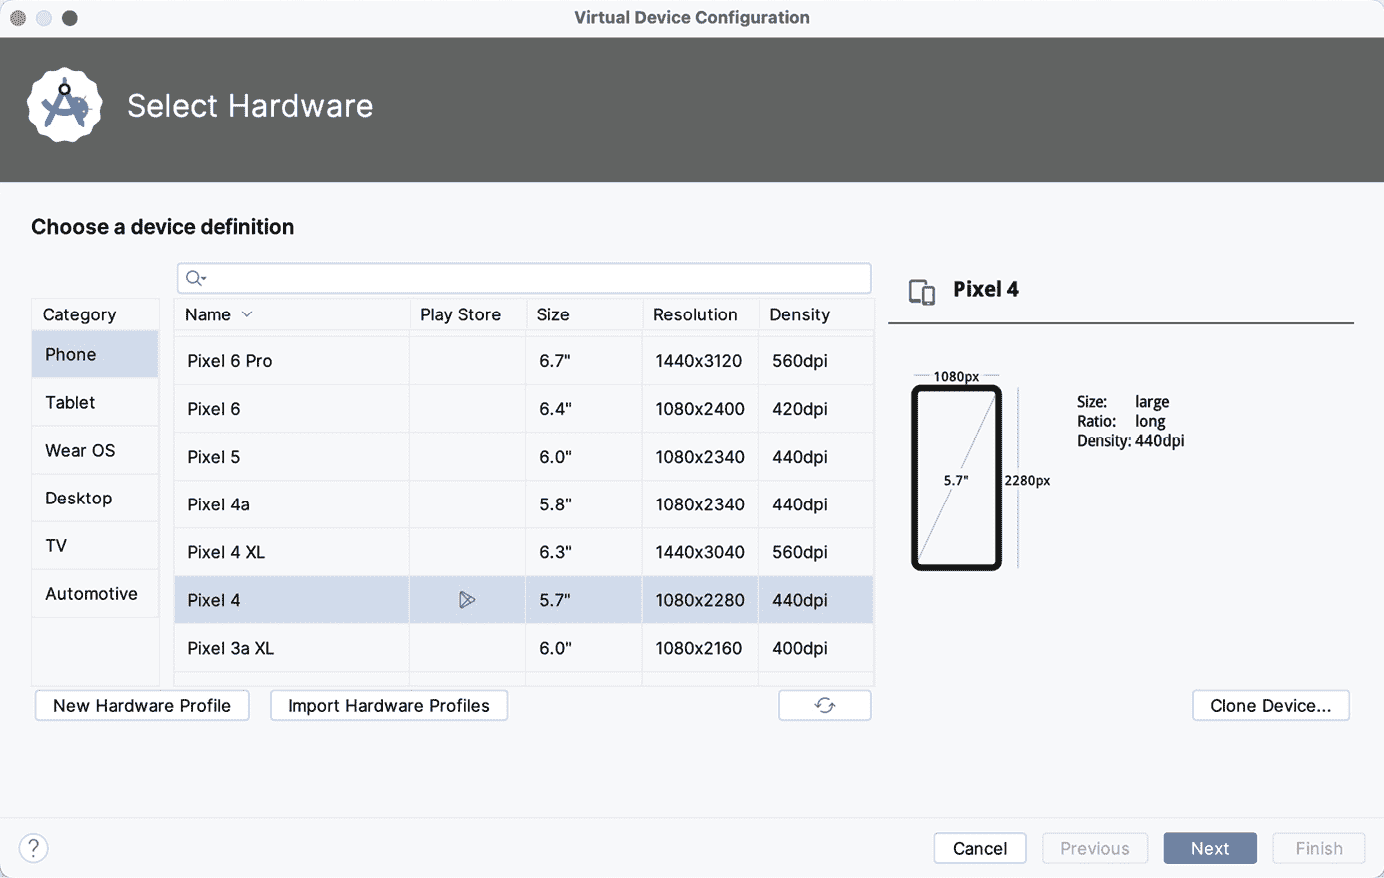 Virtual Device Configuration
Select Hardware
Choose a device definition
Category
Phone
Tablet
Wear OS
Desktop
TV
Automotive
Name Play Store Size Resolution Density
Pixel 6 Pro 6.7" 1440x3120 560dpi
Pixel 6 6.4" 1080x2400 420dpi
Pixel 5 6.0" 1080x2340 440dpi
Pixel 4a 5.8" 1080x2340 440dpi
Pixel 4 XL 6.3" 1440x3040 560dpi
Pixel 4 5.7" 1080x2280 440dpi
Pixel 3a XL 6.0" 1080x2160 400dpi
New Hardware Profile Import Hardware Profiles
Pixel 4
1080px
5.7"
2280px
Size: large
Ratio: long
Density: 440dpi
Clone Device...
?
Cancel Previous Next Finish